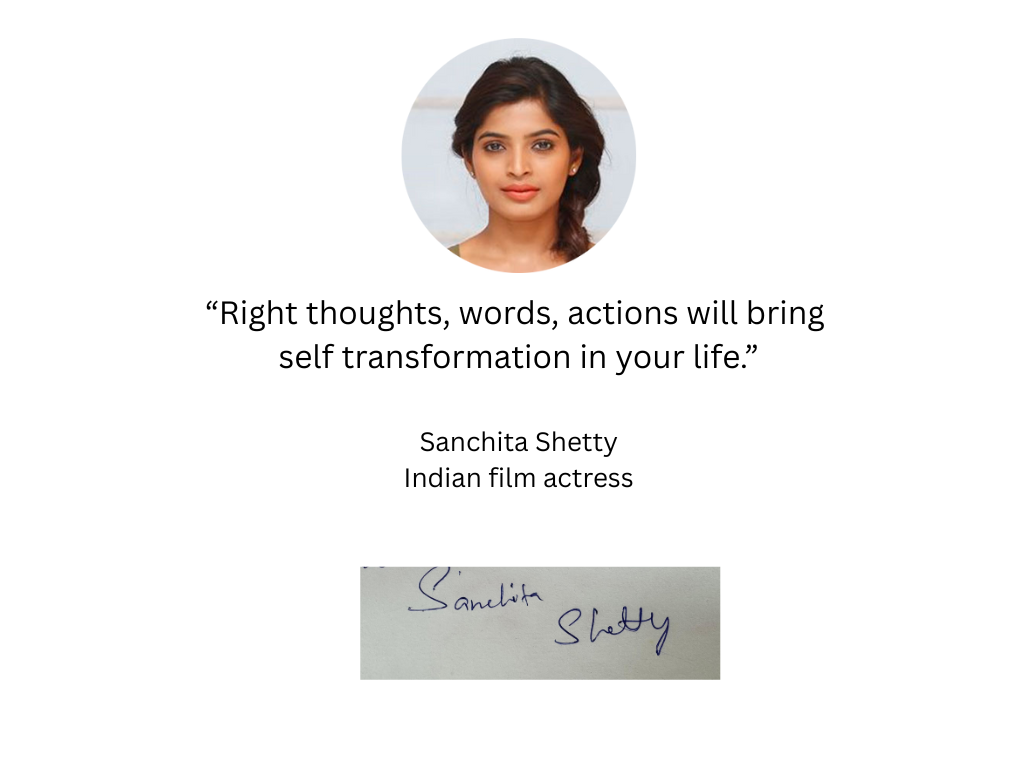 “Right thoughts, words, actions will bring
self transformation in your life.”
Sanchita Shetty
Indian film actress
Sanchita
Shetty